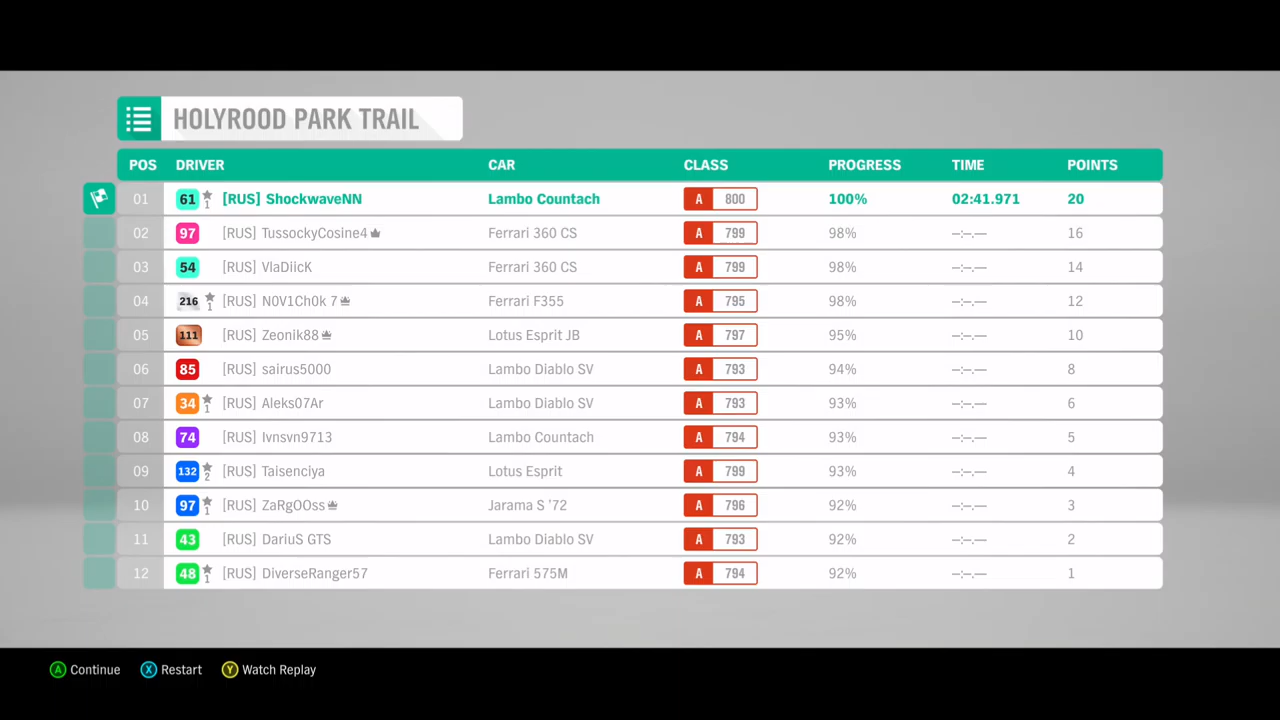 HOLYROOD PARK TRAIL
POS DRIVER CAR CLASS PROGRESS TIME POINTS
01 61 1 [RUS] ShockwaveNN Lambo Countach A 800 100% 02:41.971 20
02 97 [RUS] TussockyCosine4 Ferrari 360 CS A 799 98% --:--.--- 16
03 54 [RUS] VlaDiicK Ferrari 360 CS A 799 98% --:--.--- 14
04 216 1 [RUS] N0V1Ch0k 7 Ferrari F355 A 795 98% --:--.--- 12
05 111 [RUS] Zeonik88 Lotus Esprit JB A 797 95% --:--.--- 10
06 85 [RUS] sairus5000 Lambo Diablo SV A 793 94% --:--.--- 8
07 34 1 [RUS] Aleks07Ar Lambo Diablo SV A 793 93% --:--.--- 6
08 74 [RUS] Ivnsvn9713 Lambo Countach A 794 93% --:--.--- 5
09 132 2 [RUS] Taisenciya Lotus Esprit A 799 93% --:--.--- 4
10 97 1 [RUS] ZaRgOOss Jarama S '72 A 796 92% --:--.--- 3
11 43 [RUS] DariuS GTS Lambo Diablo SV A 793 92% --:--.--- 2
12 48 1 [RUS] DiverseRanger57 Ferrari 575M A 794 92% --:--.--- 1
A Continue X Restart Y Watch Replay